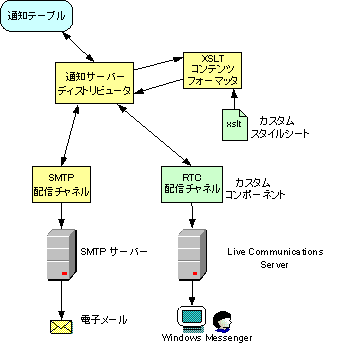 通知テーブル
XSLT
コンテンツ
フォーマッタ
通知サーバー
ディストリビュータ
xslt
カスタム
スタイルシート
SMTP
配信チャネル
RTC
配信チャネル
カスタム
コンポーネント
SMTP サーバー
Live Communications
Server
電子メール
Windows Messenger